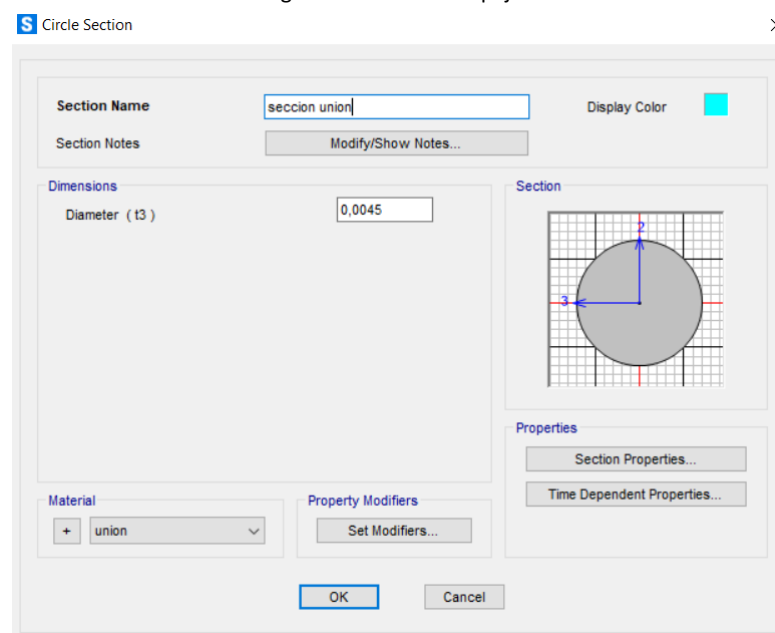 S Circle Section
Section Name seccion union Display Color
Section Notes Modify/Show Notes...
Dimensions
Diameter ( t3 ) 0,0045
Section
2
3
Properties
Section Properties...
Time Dependent Properties...
Material
+ union
Property Modifiers
Set Modifiers...
OK Cancel